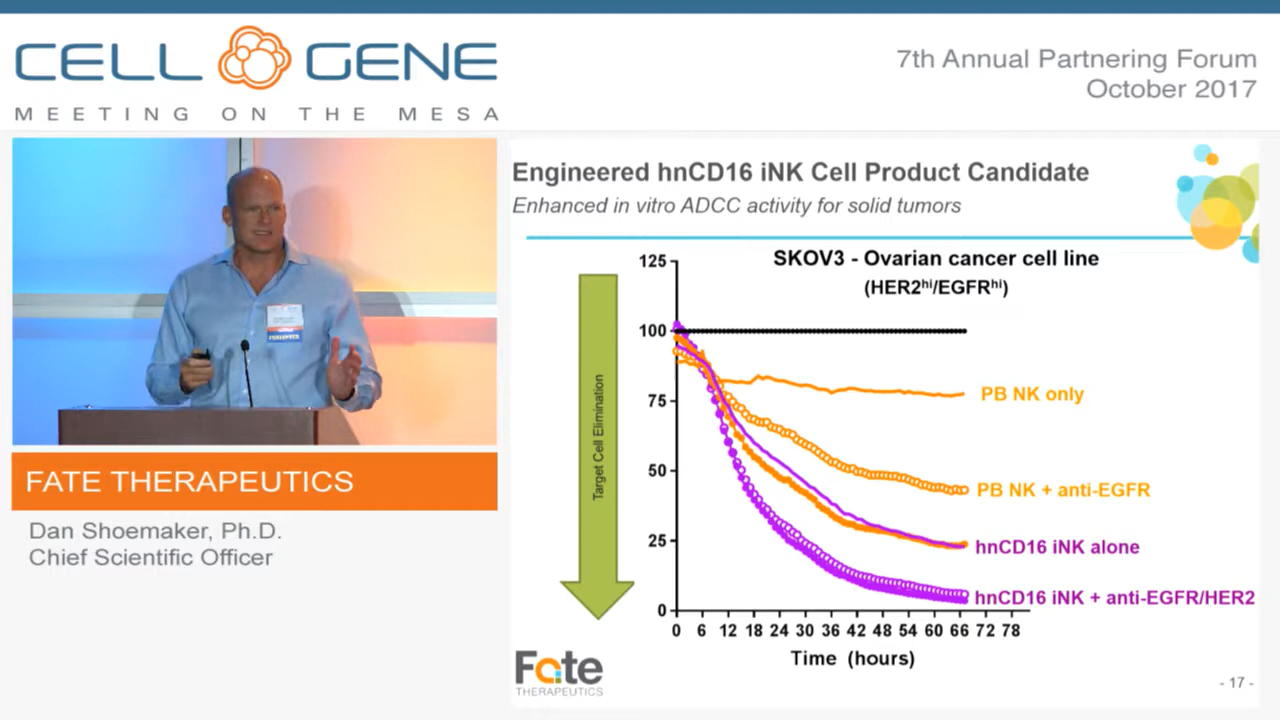 CELL GENE
MEETING ON THE MESA
7th Annual Partnering Forum
October 2017
FATE THERAPEUTICS
Dan Shoemaker, Ph.D.
Chief Scientific Officer
Engineered hnCD16 iNK Cell Product Candidate
Enhanced in vitro ADCC activity for solid tumors
SKOV3 - Ovarian cancer cell line
(HER2hi/EGFRhi)
Target Cell Elimination
125
100
75
50
25
0
PB NK only
PB NK + anti-EGFR
hnCD16 iNK alone
hnCD16 iNK + anti-EGFR/HER2
0 6 12 18 24 30 36 42 48 54 60 66 72 78
Time (hours)
Fate
THERAPEUTICS
- 17 -